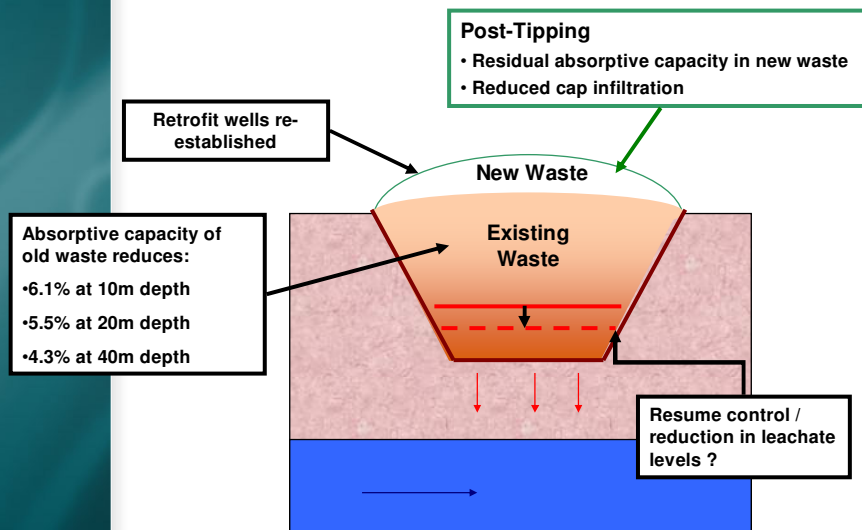 Post-Tipping
• Residual absorptive capacity in new waste
• Reduced cap infiltration
Retrofit wells re-
established
New Waste
Absorptive capacity of
old waste reduces:
•6.1% at 10m depth
•5.5% at 20m depth
•4.3% at 40m depth
Existing
Waste
Resume control /
reduction in leachate
levels ?